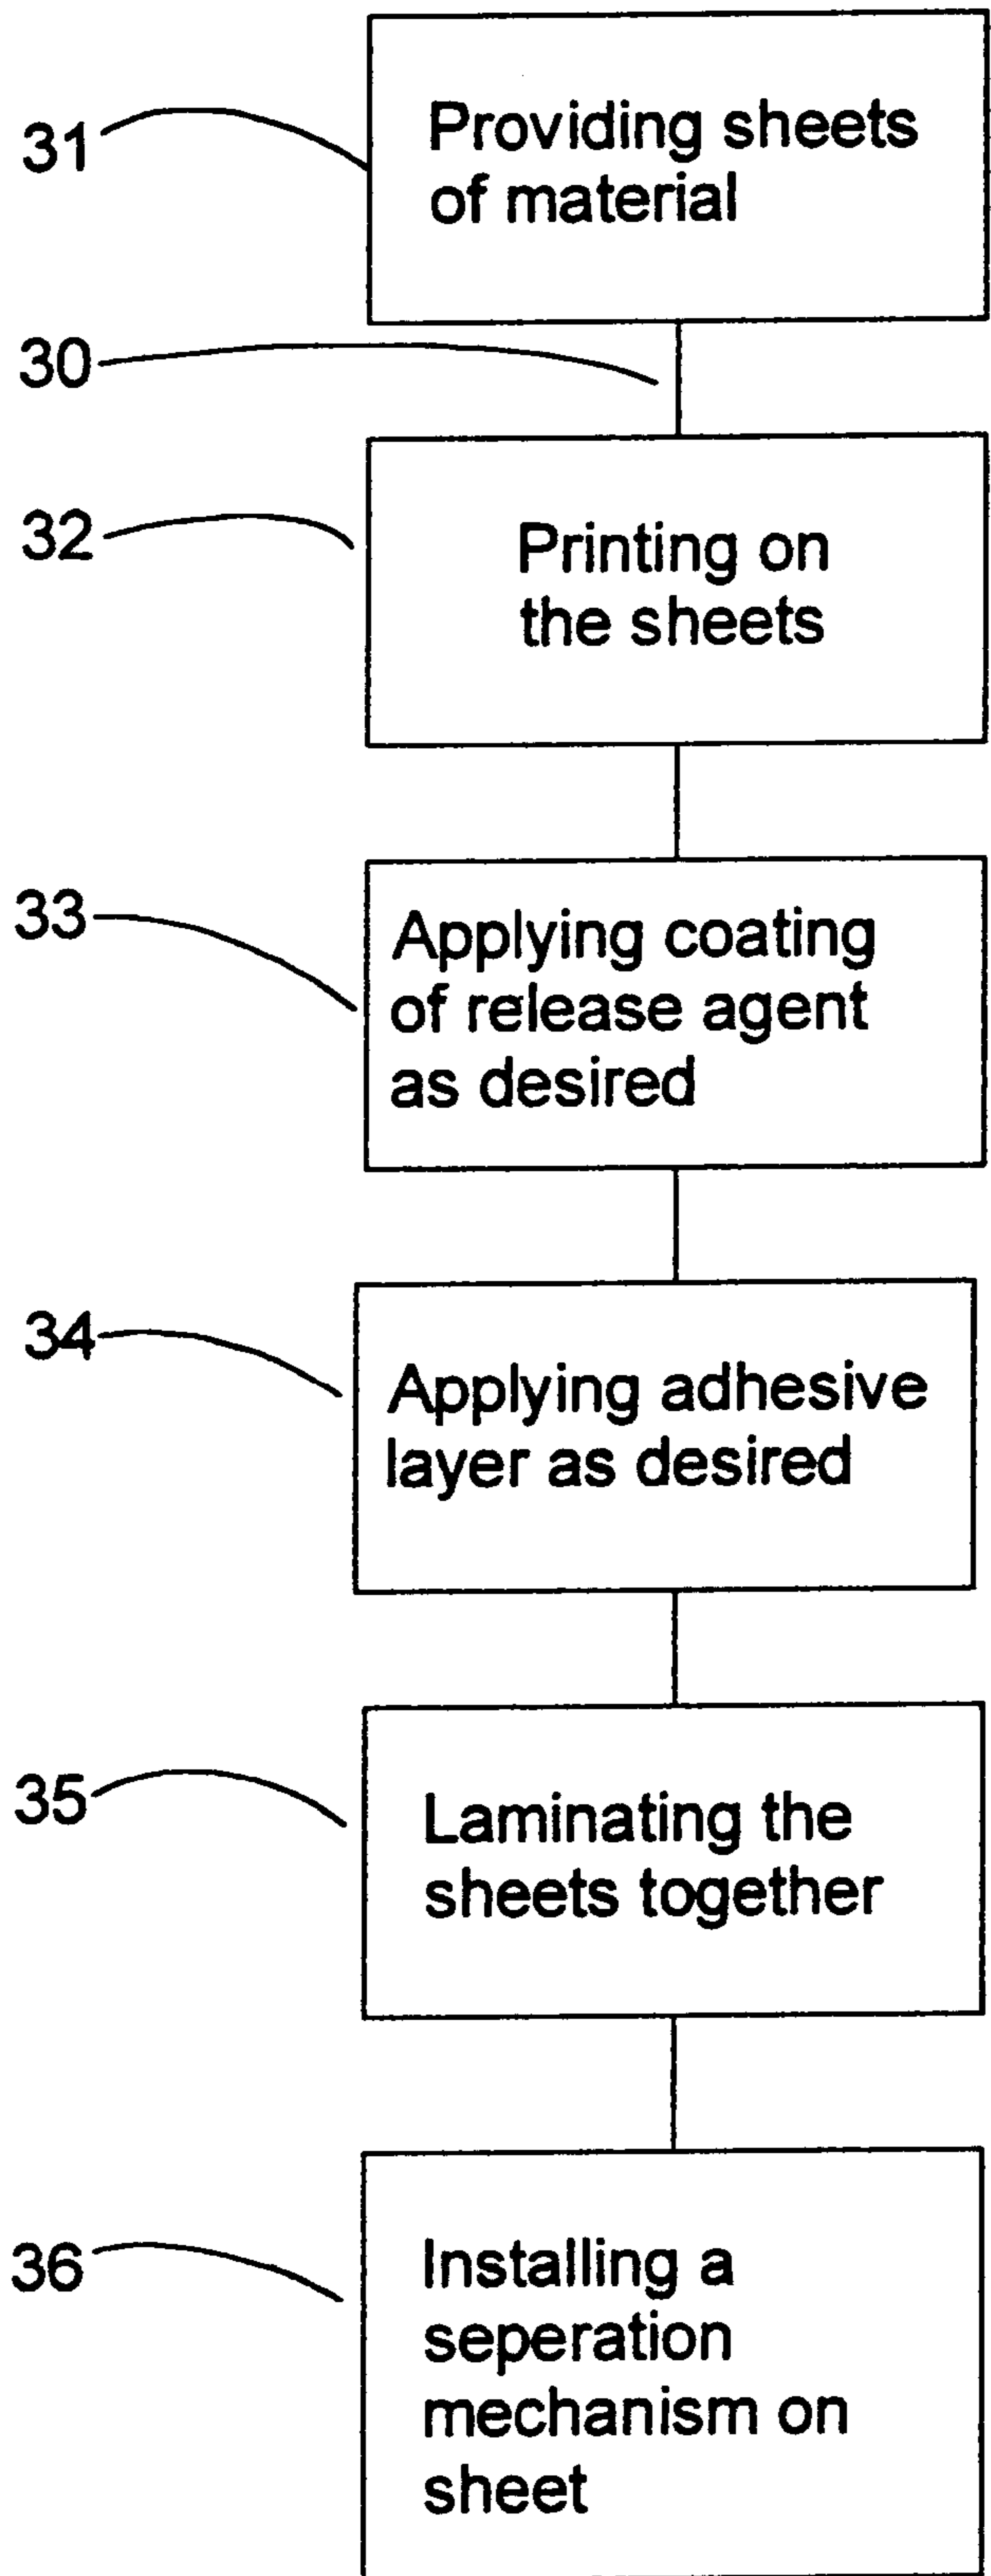 31
Providing sheets
of material
30
32
Printing on
the sheets
33
Applying coating
of release agent
as desired
34
Applying adhesive
layer as desired
35
Laminating the
sheets together
36
Installing a
seperation
mechanism on
sheet